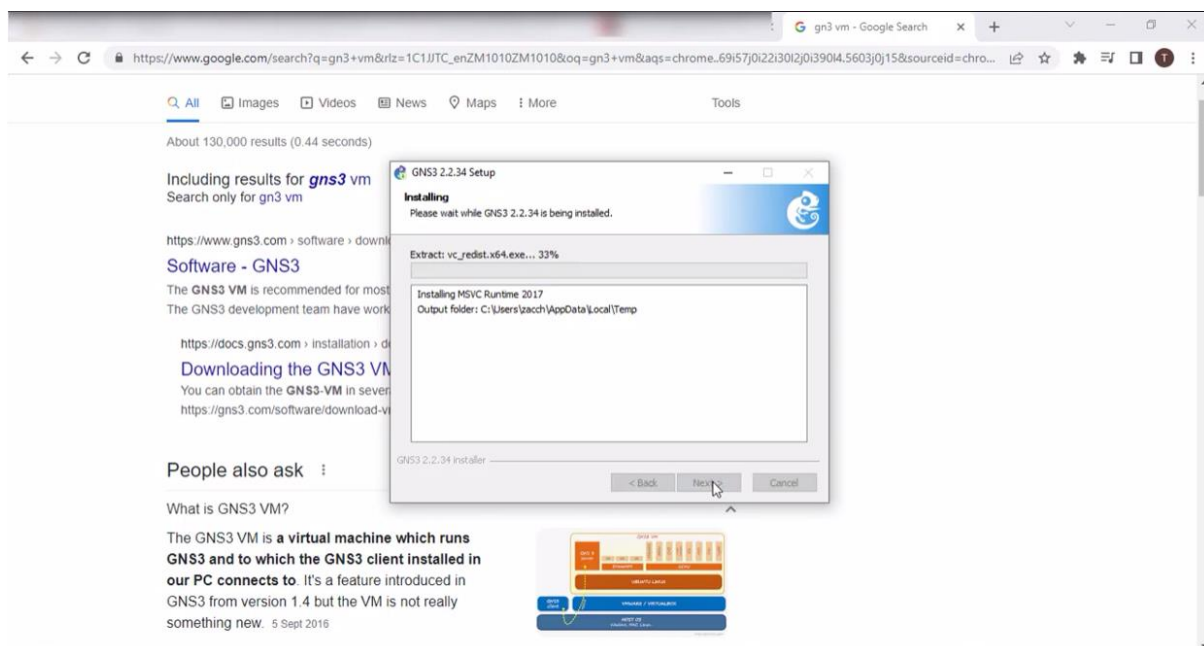 gn3 vm - Google Search
https://www.google.com/search?q=gn3+vm&rlz=1C1JJTC_enZM1010ZM1010&oq=gn3+vm&aqs=chrome..69i57j0i22i30l2j0i390l4.5603j0j15&sourceid=chro...
T
All Images Videos News Maps More Tools
About 130,000 results (0.44 seconds)
Including results for gns3 vm
Search only for gn3 vm
https://www.gns3.com › software › downl
Software - GNS3
The GNS3 VM is recommended for most
The GNS3 development team have work
https://docs.gns3.com › installation › d
Downloading the GNS3 VM
You can obtain the GNS3-VM in sever
https://gns3.com/software/download-v
GNS3 2.2.34 Setup
Installing
Please wait while GNS3 2.2.34 is being installed.
Extract: vc_redist.x64.exe... 33%
Installing MSVC Runtime 2017
Output folder: C:\Users\zacch\AppData\Local\Temp
GNS3 2.2.34 installer
< Back Next > Cancel
People also ask
What is GNS3 VM?
The GNS3 VM is a virtual machine which runs
GNS3 and to which the GNS3 client installed in
our PC connects to. It's a feature introduced in
GNS3 from version 1.4 but the VM is not really
something new. 5 Sept 2016
UBUNTU LINUX
VMWARE / VIRTUALBOX
HOST OS